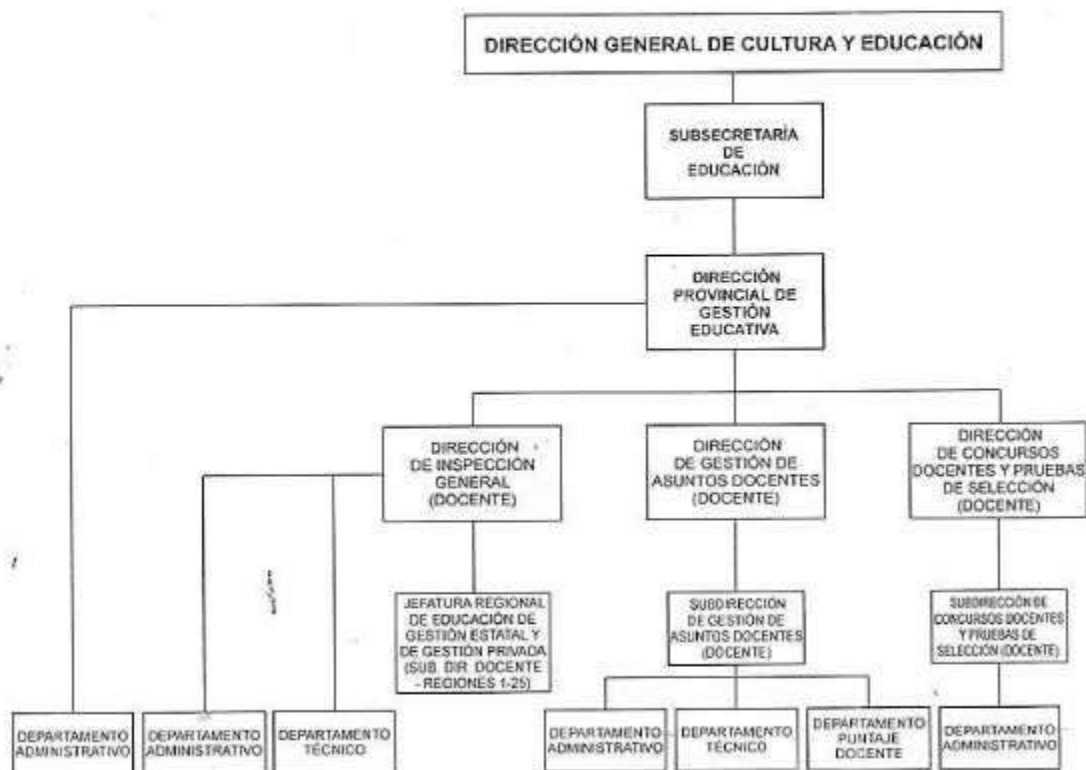 DIRECCIÓN GENERAL DE CULTURA Y EDUCACIÓN
SUBSECRETARÍA
DE
EDUCACIÓN
DIRECCIÓN
PROVINCIAL DE
GESTIÓN
EDUCATIVA
DIRECCIÓN
DE INSPECCIÓN
GENERAL
(DOCENTE)
DIRECCIÓN
DE GESTIÓN DE
ASUNTOS DOCENTES
(DOCENTE)
DIRECCIÓN
DE CONCURSOS
DOCENTES Y PRUEBAS
DE SELECCIÓN
(DOCENTE)
JEFATURA REGIONAL
DE EDUCACIÓN DE
GESTIÓN ESTATAL Y
DE GESTIÓN PRIVADA
(SUB. DIR. DOCENTE
- REGIONES 1-25)
SUBDIRECCIÓN
DE GESTIÓN DE
ASUNTOS DOCENTES
(DOCENTE)
SUBDIRECCIÓN DE
CONCURSOS DOCENTES
Y PRUEBAS DE
SELECCIÓN (DOCENTE)
DEPARTAMENTO
ADMINISTRATIVO
DEPARTAMENTO
ADMINISTRATIVO
DEPARTAMENTO
TÉCNICO
DEPARTAMENTO
ADMINISTRATIVO
DEPARTAMENTO
TÉCNICO
DEPARTAMENTO
PUNTAJE
DOCENTE
DEPARTAMENTO
ADMINISTRATIVO